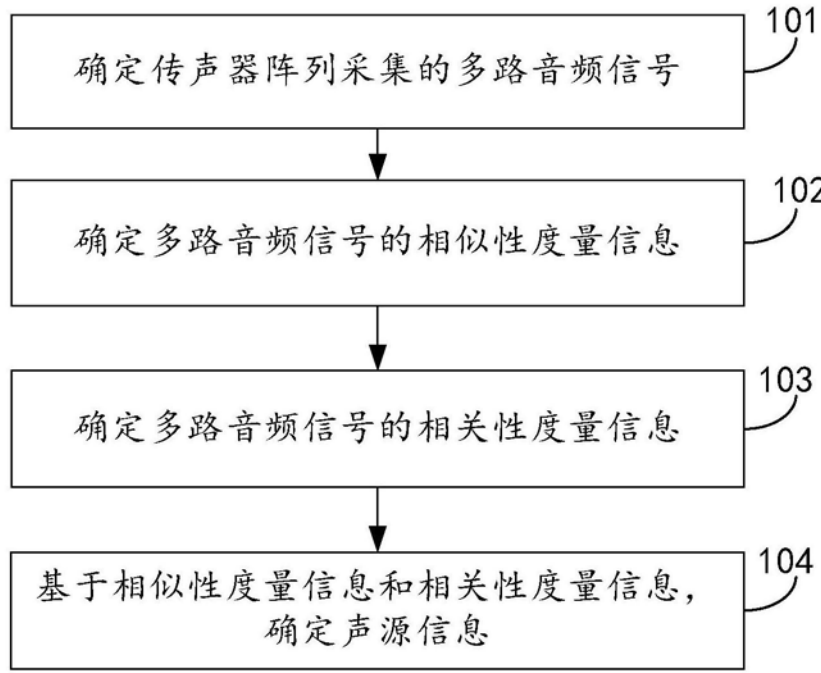 101
确定传声器阵列采集的多路音频信号
102
确定多路音频信号的相似性度量信息
103
确定多路音频信号的相关性度量信息
104
基于相似性度量信息和相关性度量信息，
确定声源信息